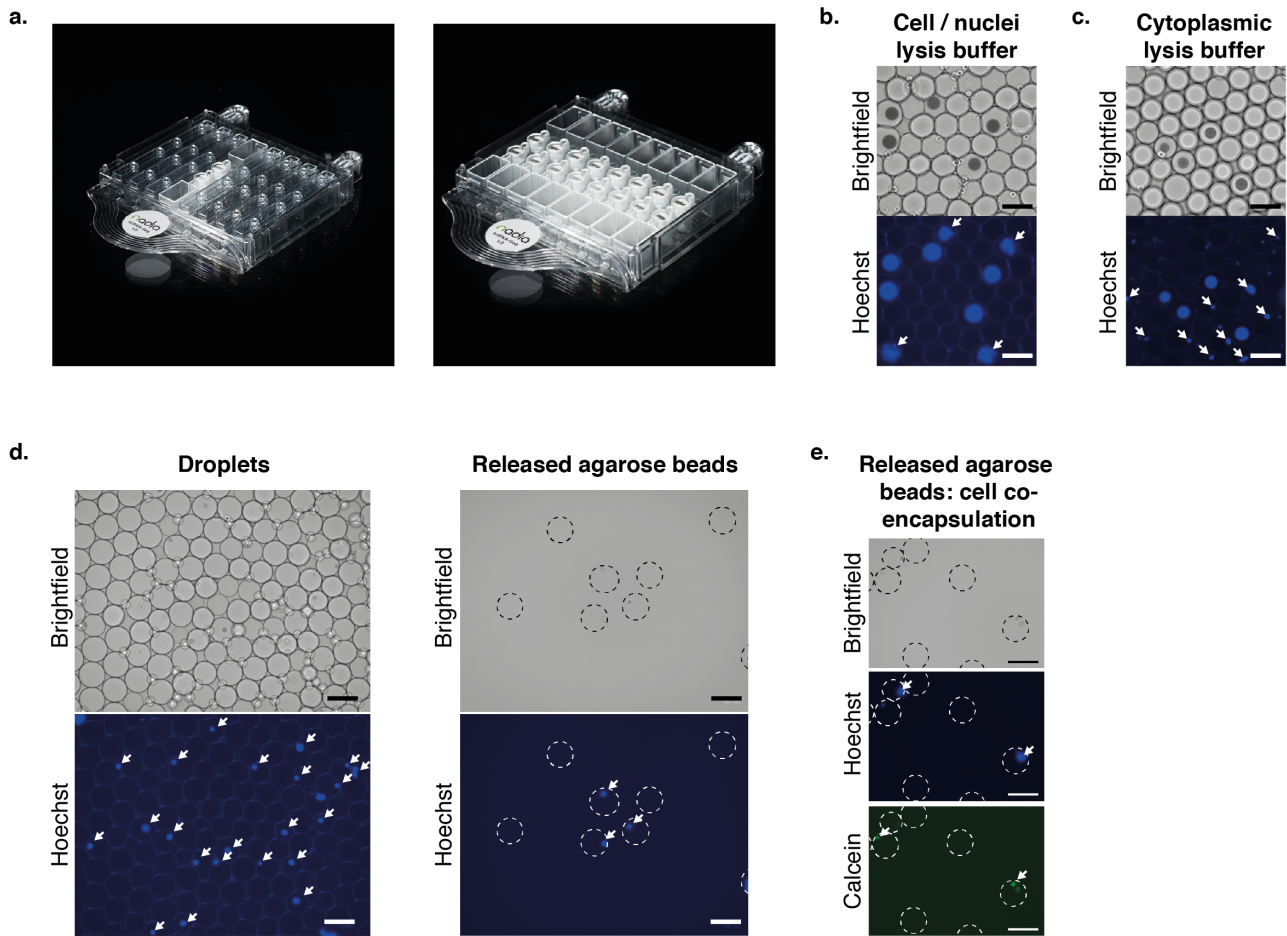 a.
nadia
nadia
b.
Cell / nuclei
lysis buffer
Brightfield
Hoechst
c.
Cytoplasmic
lysis buffer
Brightfield
Hoechst
d.
Droplets
Brightfield
Hoechst
Released agarose beads
Brightfield
Hoechst
e.
Released agarose
beads: cell co-
encapsulation
Brightfield
Hoechst
Calcein